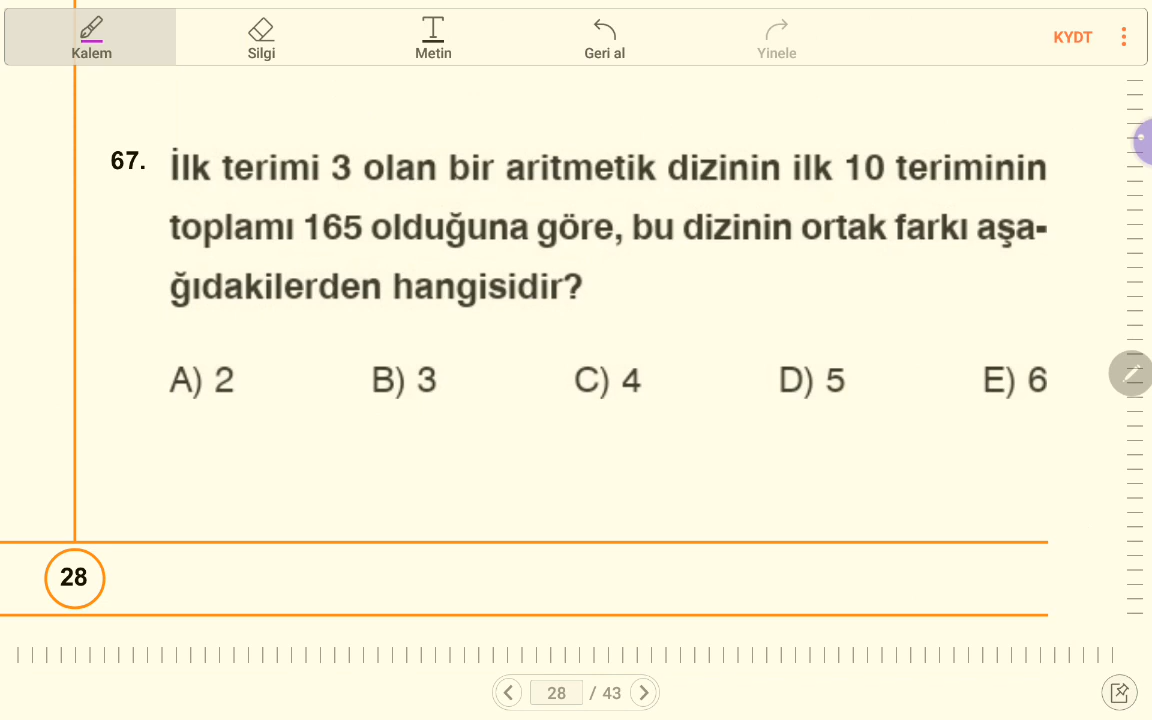 Kalem
Silgi
Metin
Geri al
Yinele
KYDT
67. İlk terimi 3 olan bir aritmetik dizinin ilk 10 teriminin
toplamı 165 olduğuna göre, bu dizinin ortak farkı aşa-
ğıdakilerden hangisidir?
A) 2 B) 3 C) 4 D) 5 E) 6
28
28 / 43